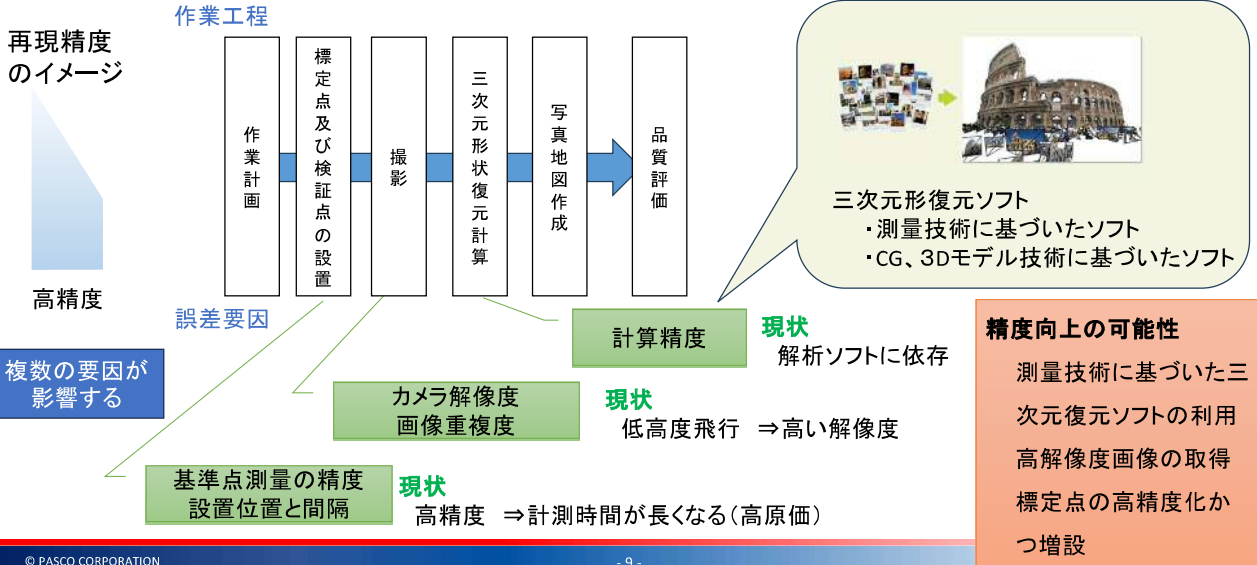 作業工程
再現精度
のイメージ
高精度
作業計画
標定点及び検証点の設置
撮影
三次元形状復元計算
写真地図作成
品質評価
三次元形復元ソフト
・測量技術に基づいたソフト
・CG、3Dモデル技術に基づいたソフト
誤差要因
複数の要因が
影響する
計算精度
現状
解析ソフトに依存
カメラ解像度
画像重複度
現状
低高度飛行 ⇒高い解像度
基準点測量の精度
設置位置と間隔
現状
高精度 ⇒計測時間が長くなる(高原価)
精度向上の可能性
測量技術に基づいた三
次元復元ソフトの利用
高解像度画像の取得
標定点の高精度化か
つ増設
© PASCO CORPORATION
- 9 -